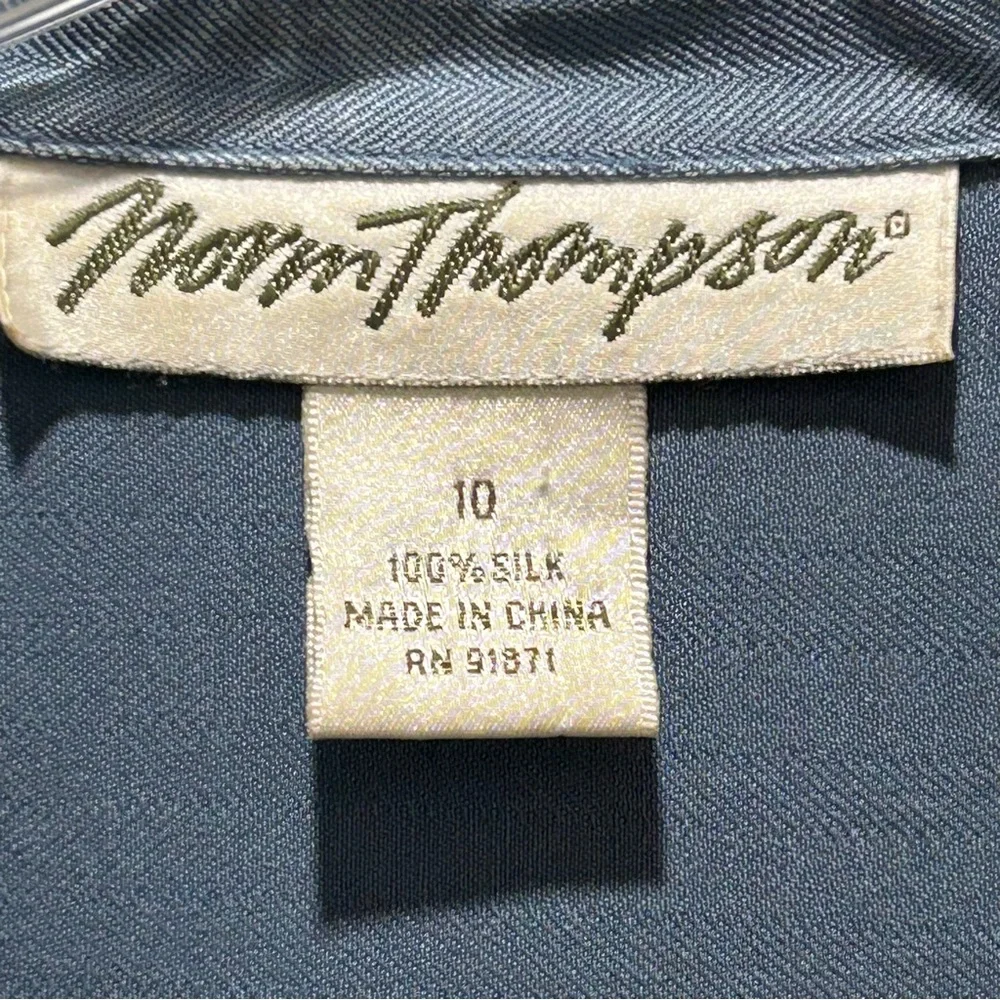 Norm Thompson®
10
100% SILK
MADE IN CHINA
RN 91871